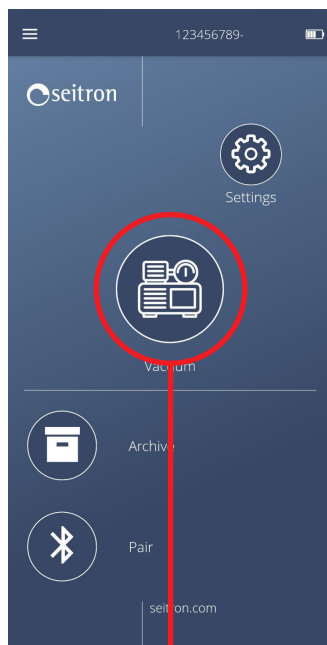 123456789-
seitron
Settings
Vacuum
Archive
Pair
seitron.com